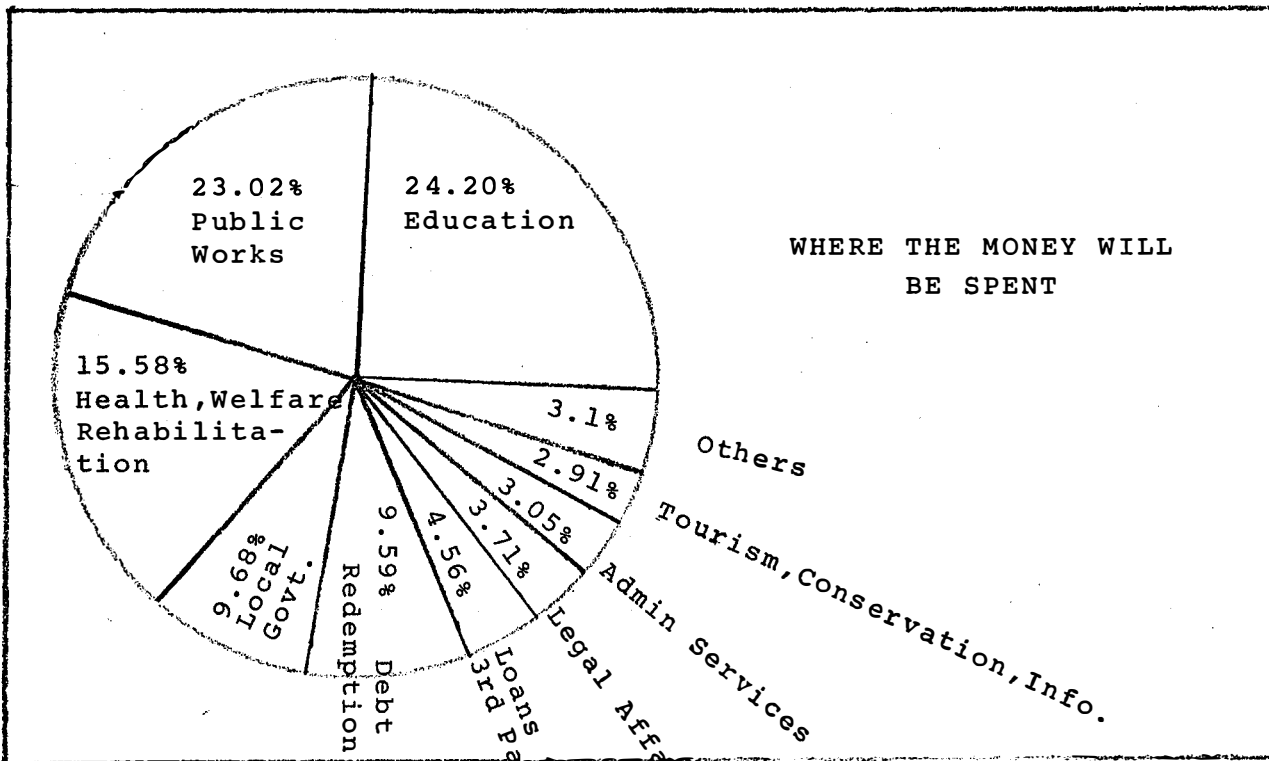 WHERE THE MONEY WILL
BE SPENT
23.02%
Public
Works
24.20%
Education
15.58%
Health,Welfare
Rehabilita-
tion
9.68%
Local
Govt.
9.59%
Debt
Redemption
4.56%
Loans
3rd
3.71%
Legal
3.05%
Admin Services
2.91%
Tourism,Conservation,Info.
3.1%
Others